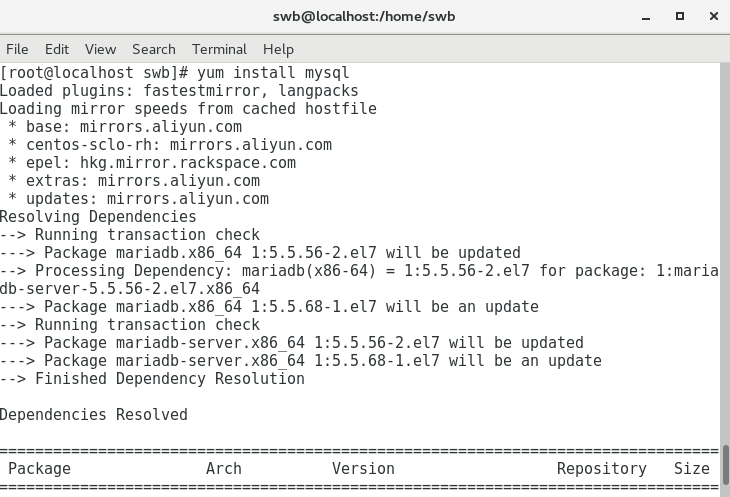 swb@localhost:/home/swb
File Edit View Search Terminal Help
[root@localhost swb]# yum install mysql
Loaded plugins: fastestmirror, langpacks
Loading mirror speeds from cached hostfile
 * base: mirrors.aliyun.com
 * centos-sclo-rh: mirrors.aliyun.com
 * epel: hkg.mirror.rackspace.com
 * extras: mirrors.aliyun.com
 * updates: mirrors.aliyun.com
Resolving Dependencies
--> Running transaction check
---> Package mariadb.x86_64 1:5.5.56-2.el7 will be updated
--> Processing Dependency: mariadb(x86-64) = 1:5.5.56-2.el7 for package: 1:maria
db-server-5.5.56-2.el7.x86_64
---> Package mariadb.x86_64 1:5.5.68-1.el7 will be an update
--> Running transaction check
---> Package mariadb-server.x86_64 1:5.5.56-2.el7 will be updated
---> Package mariadb-server.x86_64 1:5.5.68-1.el7 will be an update
--> Finished Dependency Resolution
Dependencies Resolved
================================================================================
 Package               Arch          Version                  Repository   Size
================================================================================